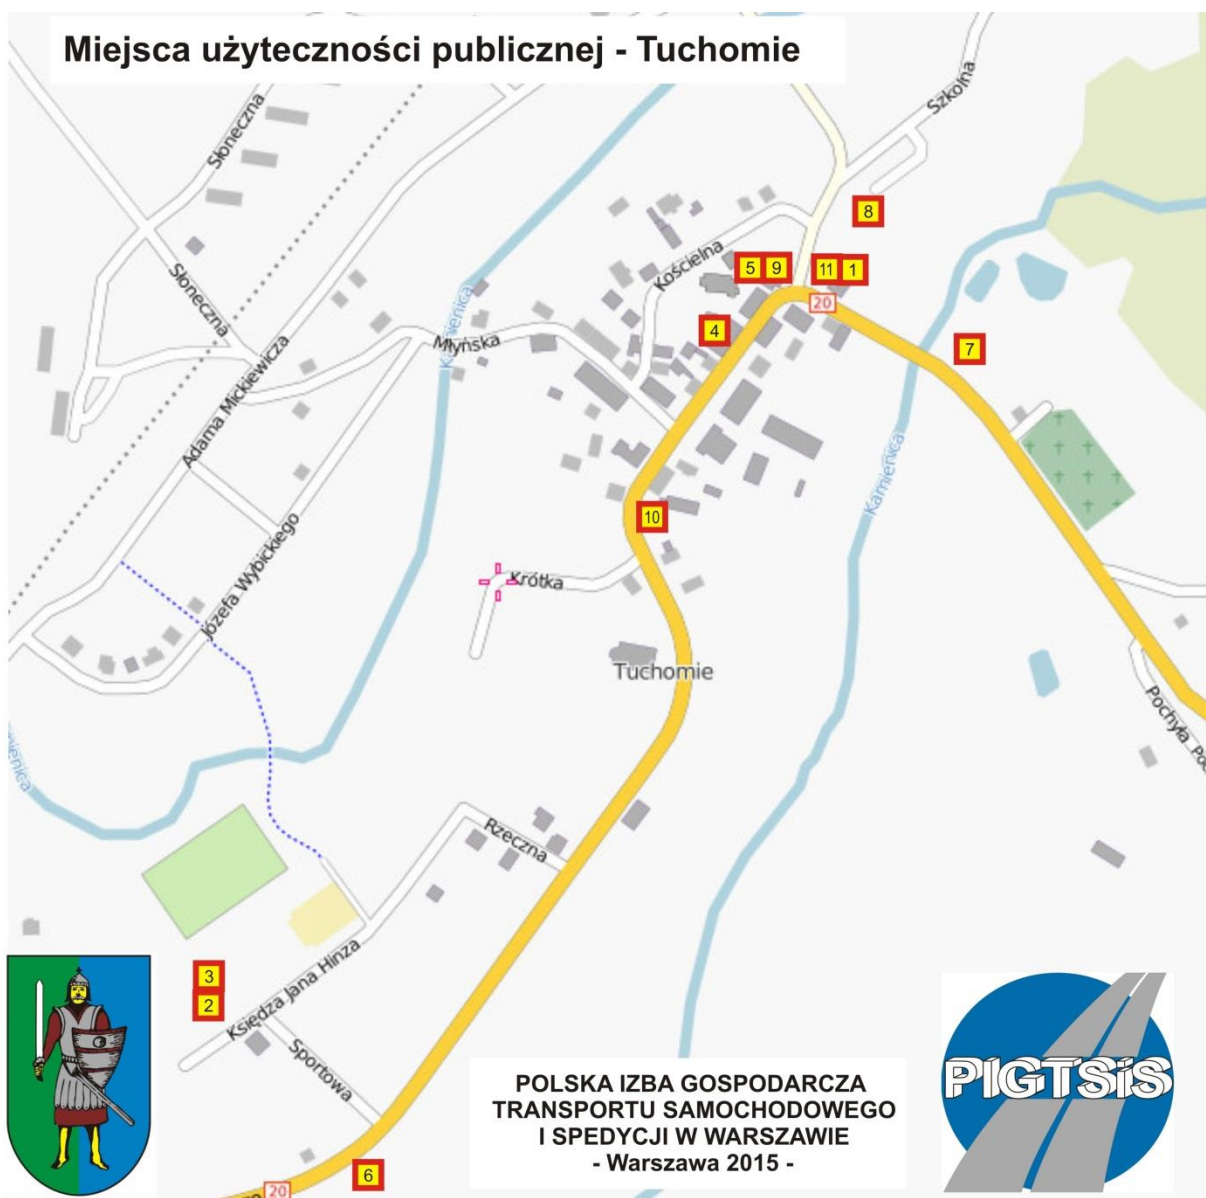 Miejsca użyteczności publicznej - Tuchomie
Słoneczna
Szkolna
8
Kościelna
5 9
11 1
Słoneczna
Kamienica
20
4
Młyńska
7
Adama Mickiewicza
Kamienica
10
Józefa Wybickiego
Krótka
Tuchomie
Pochyła
Rzeczna
3
Księdza Jana Hinza
2
Sportowa
POLSKA IZBA GOSPODARCZA
TRANSPORTU SAMOCHODOWEGO
I SPEDYCJI W WARSZAWIE
- Warszawa 2015 -
PIGTSiS
6
20